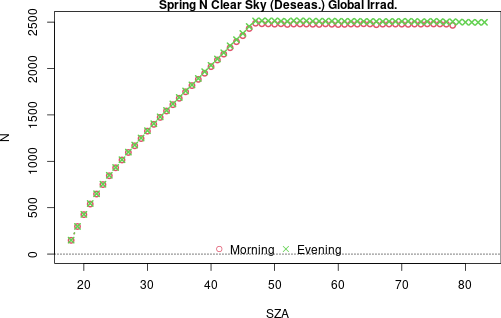 Spring N Clear Sky (Deseas.) Global Irrad.
2500
2000
1500
1000
500
0
N
Morning Evening
20 30 40 50 60 70 80
SZA